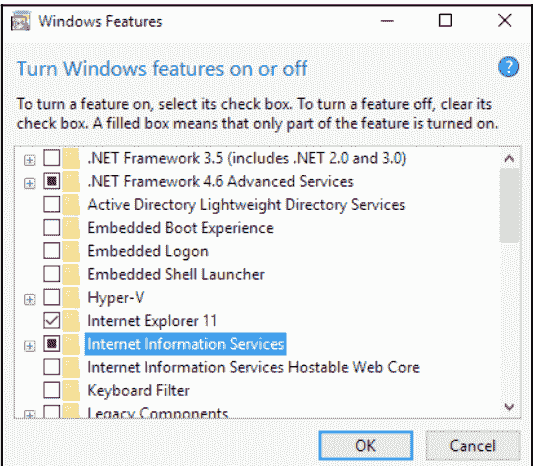 Windows Features
Turn Windows features on or off
To turn a feature on, select its check box. To turn a feature off, clear its
check box. A filled box means that only part of the feature is turned on.
.NET Framework 3.5 (includes .NET 2.0 and 3.0)
.NET Framework 4.6 Advanced Services
Active Directory Lightweight Directory Services
Embedded Boot Experience
Embedded Logon
Embedded Shell Launcher
Hyper-V
Internet Explorer 11
Internet Information Services
Internet Information Services Hostable Web Core
Keyboard Filter
Legacy Components
OK Cancel